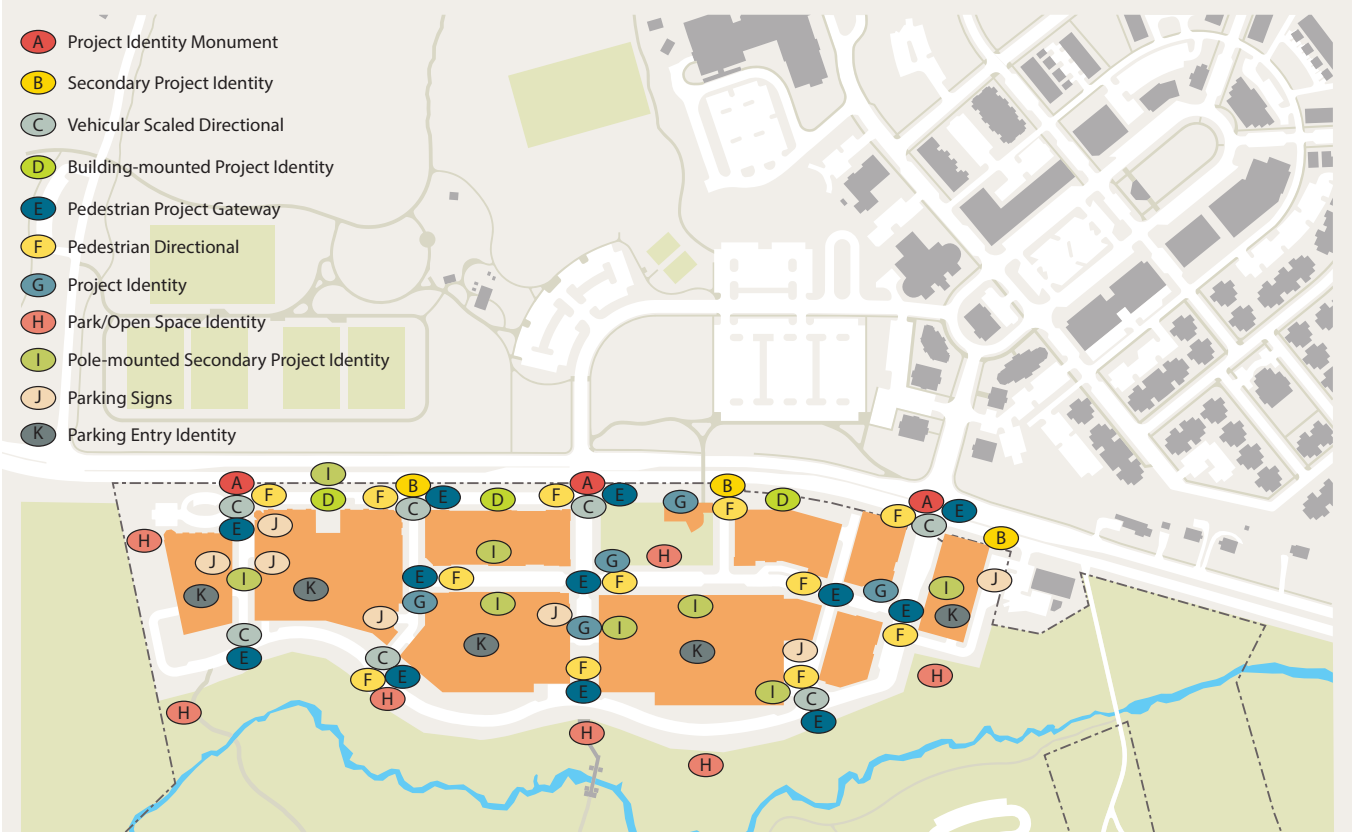 A Project Identity Monument
B Secondary Project Identity
C Vehicular Scaled Directional
D Building-mounted Project Identity
E Pedestrian Project Gateway
F Pedestrian Directional
G Project Identity
H Park/Open Space Identity
I Pole-mounted Secondary Project Identity
J Parking Signs
K Parking Entry Identity
I
A F D F B E D F A E G B D A E
C C C F F C
E J B
H
J J I G H
I E F E F F E G I J
K K G I I E K
J J G I F
C E C K F K J H
F E E I F C
H H E
H
H